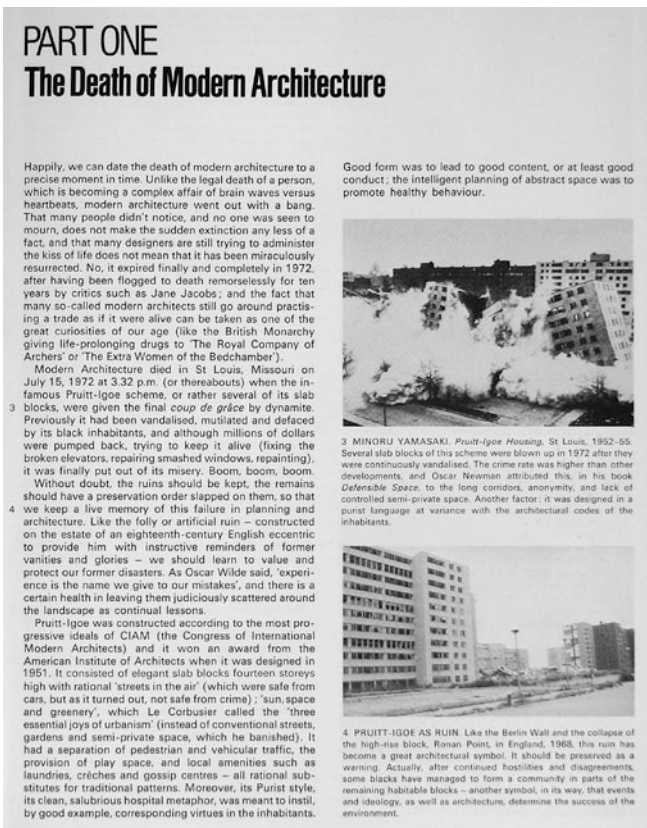 PART ONE
The Death of Modern Architecture
Happily, we can date the death of modern architecture to a
precise moment in time. Unlike the legal death of a person,
which is becoming a complex affair of brain waves versus
heartbeats, modern architecture went out with a bang.
That many people didn't notice, and no one was seen to
mourn, does not make the sudden extinction any less of a
fact, and that many designers are still trying to administer
the kiss of life does not mean that it has been miraculously
resurrected. No, it expired finally and completely in 1972,
after having been flogged to death remorselessly for ten
years by critics such as Jane Jacobs; and the fact that
many so-called modern architects still go around practis-
ing a trade as if it were alive can be taken as one of the
great curiosities of our age (like the British Monarchy
giving life-prolonging drugs to 'The Royal Company of
Archers' or 'The Extra Women of the Bedchamber').
Modern Architecture died in St Louis, Missouri on
July 15, 1972 at 3.32 p.m. (or thereabouts) when the in-
famous Pruitt-Igoe scheme, or rather several of its slab
3 blocks, were given the final coup de grâce by dynamite.
Previously it had been vandalised, mutilated and defaced
by its black inhabitants, and although millions of dollars
were pumped back, trying to keep it alive (fixing the
broken elevators, repairing smashed windows, repainting),
it was finally put out of its misery. Boom, boom, boom.
Without doubt, the ruins should be kept, the remains
should have a preservation order slapped on them, so that
4 we keep a live memory of this failure in planning and
architecture. Like the folly or artificial ruin – constructed
on the estate of an eighteenth-century English eccentric
to provide him with instructive reminders of former
vanities and glories – we should learn to value and
protect our former disasters. As Oscar Wilde said, 'experi-
ence is the name we give to our mistakes', and there is a
certain health in leaving them judiciously scattered around
the landscape as continual lessons.
Pruitt-Igoe was constructed according to the most pro-
gressive ideals of CIAM (the Congress of International
Modern Architects) and it won an award from the
American Institute of Architects when it was designed in
1951. It consisted of elegant slab blocks fourteen storeys
high with rational 'streets in the air' (which were safe from
cars, but as it turned out, not safe from crime); 'sun, space
and greenery', which Le Corbusier called the 'three
essential joys of urbanism' (instead of conventional streets,
gardens and semi-private space, which he banished). It
had a separation of pedestrian and vehicular traffic, the
provision of play space, and local amenities such as
laundries, crèches and gossip centres – all rational sub-
stitutes for traditional patterns. Moreover, its Purist style,
its clean, salubrious hospital metaphor, was meant to instil,
by good example, corresponding virtues in the inhabitants.
Good form was to lead to good content, or at least good
conduct; the intelligent planning of abstract space was to
promote healthy behaviour.
3 MINORU YAMASAKI, Pruitt-Igoe Housing, St Louis, 1952–55.
Several slab blocks of this scheme were blown up in 1972 after they
were continuously vandalised. The crime rate was higher than other
developments, and Oscar Newman attributed this, in his book
Defensible Space, to the long corridors, anonymity, and lack of
controlled semi-private space. Another factor: it was designed in a
purist language at variance with the architectural codes of the
inhabitants.
4 PRUITT-IGOE AS RUIN. Like the Berlin Wall and the collapse of
the high-rise block, Ronan Point, in England, 1968, this ruin has
become a great architectural symbol. It should be preserved as a
warning. Actually, after continued hostilities and disagreements,
some blacks have managed to form a community in parts of the
remaining habitable blocks – another symbol, in its way, that events
and ideology, as well as architecture, determine the success of the
environment.